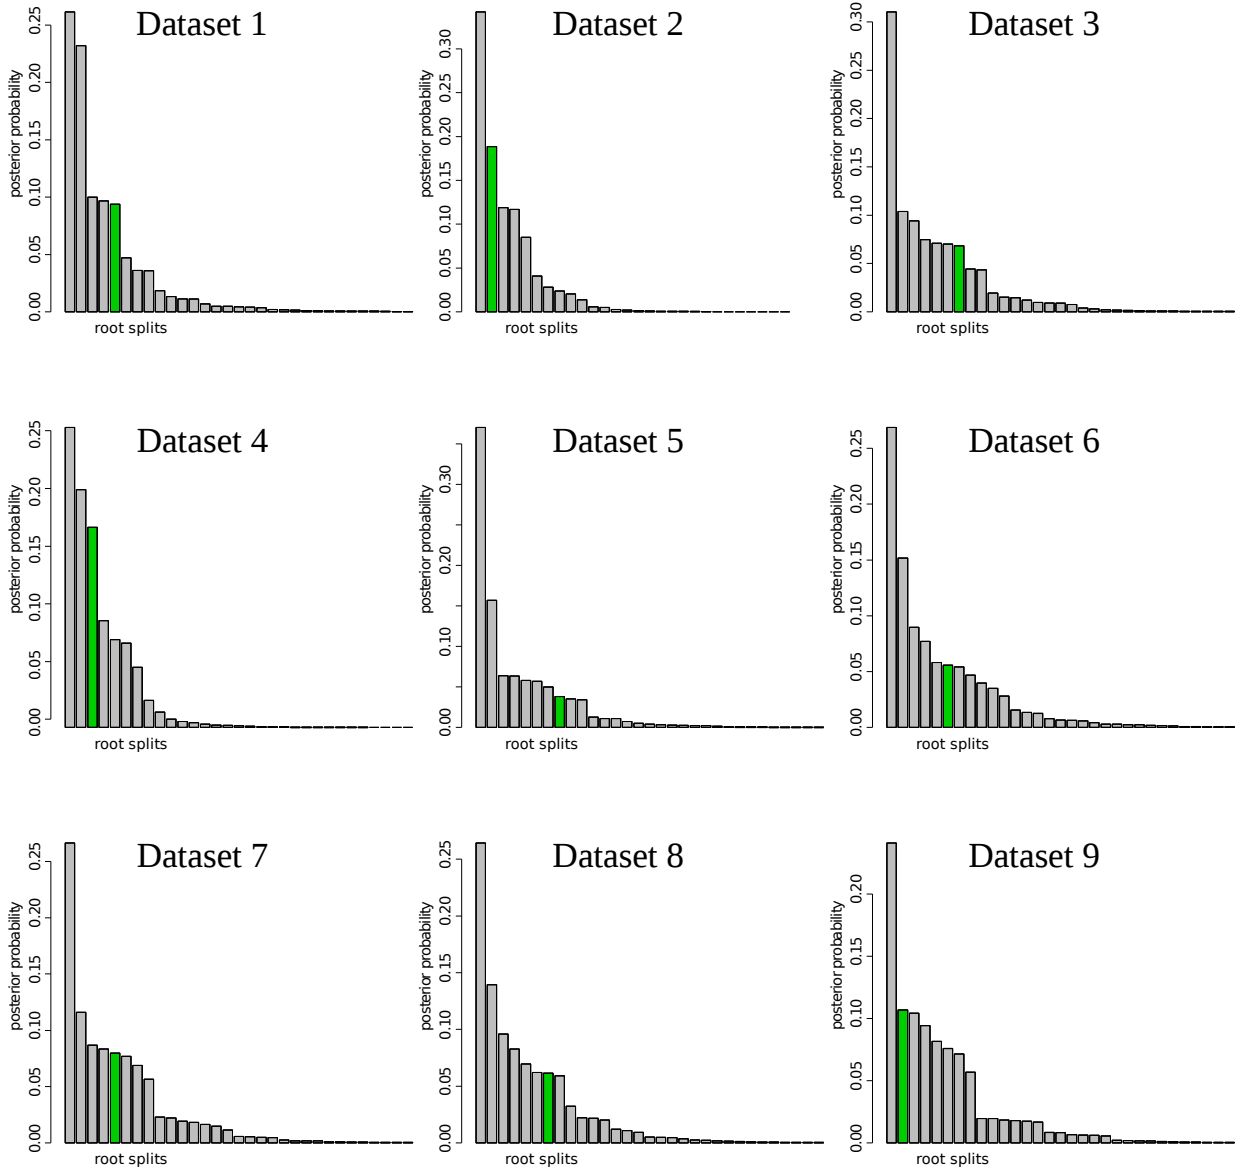 Dataset 1
posterior probability
0.00 0.05 0.10 0.15 0.20 0.25
root splits
Dataset 2
posterior probability
0.00 0.05 0.10 0.15 0.20 0.30
root splits
Dataset 3
posterior probability
0.00 0.05 0.10 0.15 0.20 0.25 0.30
root splits
Dataset 4
posterior probability
0.00 0.05 0.10 0.15 0.20 0.25
root splits
Dataset 5
posterior probability
0.00 0.10 0.20 0.30
root splits
Dataset 6
posterior probability
0.00 0.05 0.10 0.15 0.20 0.25
root splits
Dataset 7
posterior probability
0.00 0.05 0.10 0.15 0.20 0.25
root splits
Dataset 8
posterior probability
0.00 0.05 0.10 0.15 0.20 0.25
root splits
Dataset 9
posterior probability
0.00 0.05 0.10 0.15 0.20
root splits